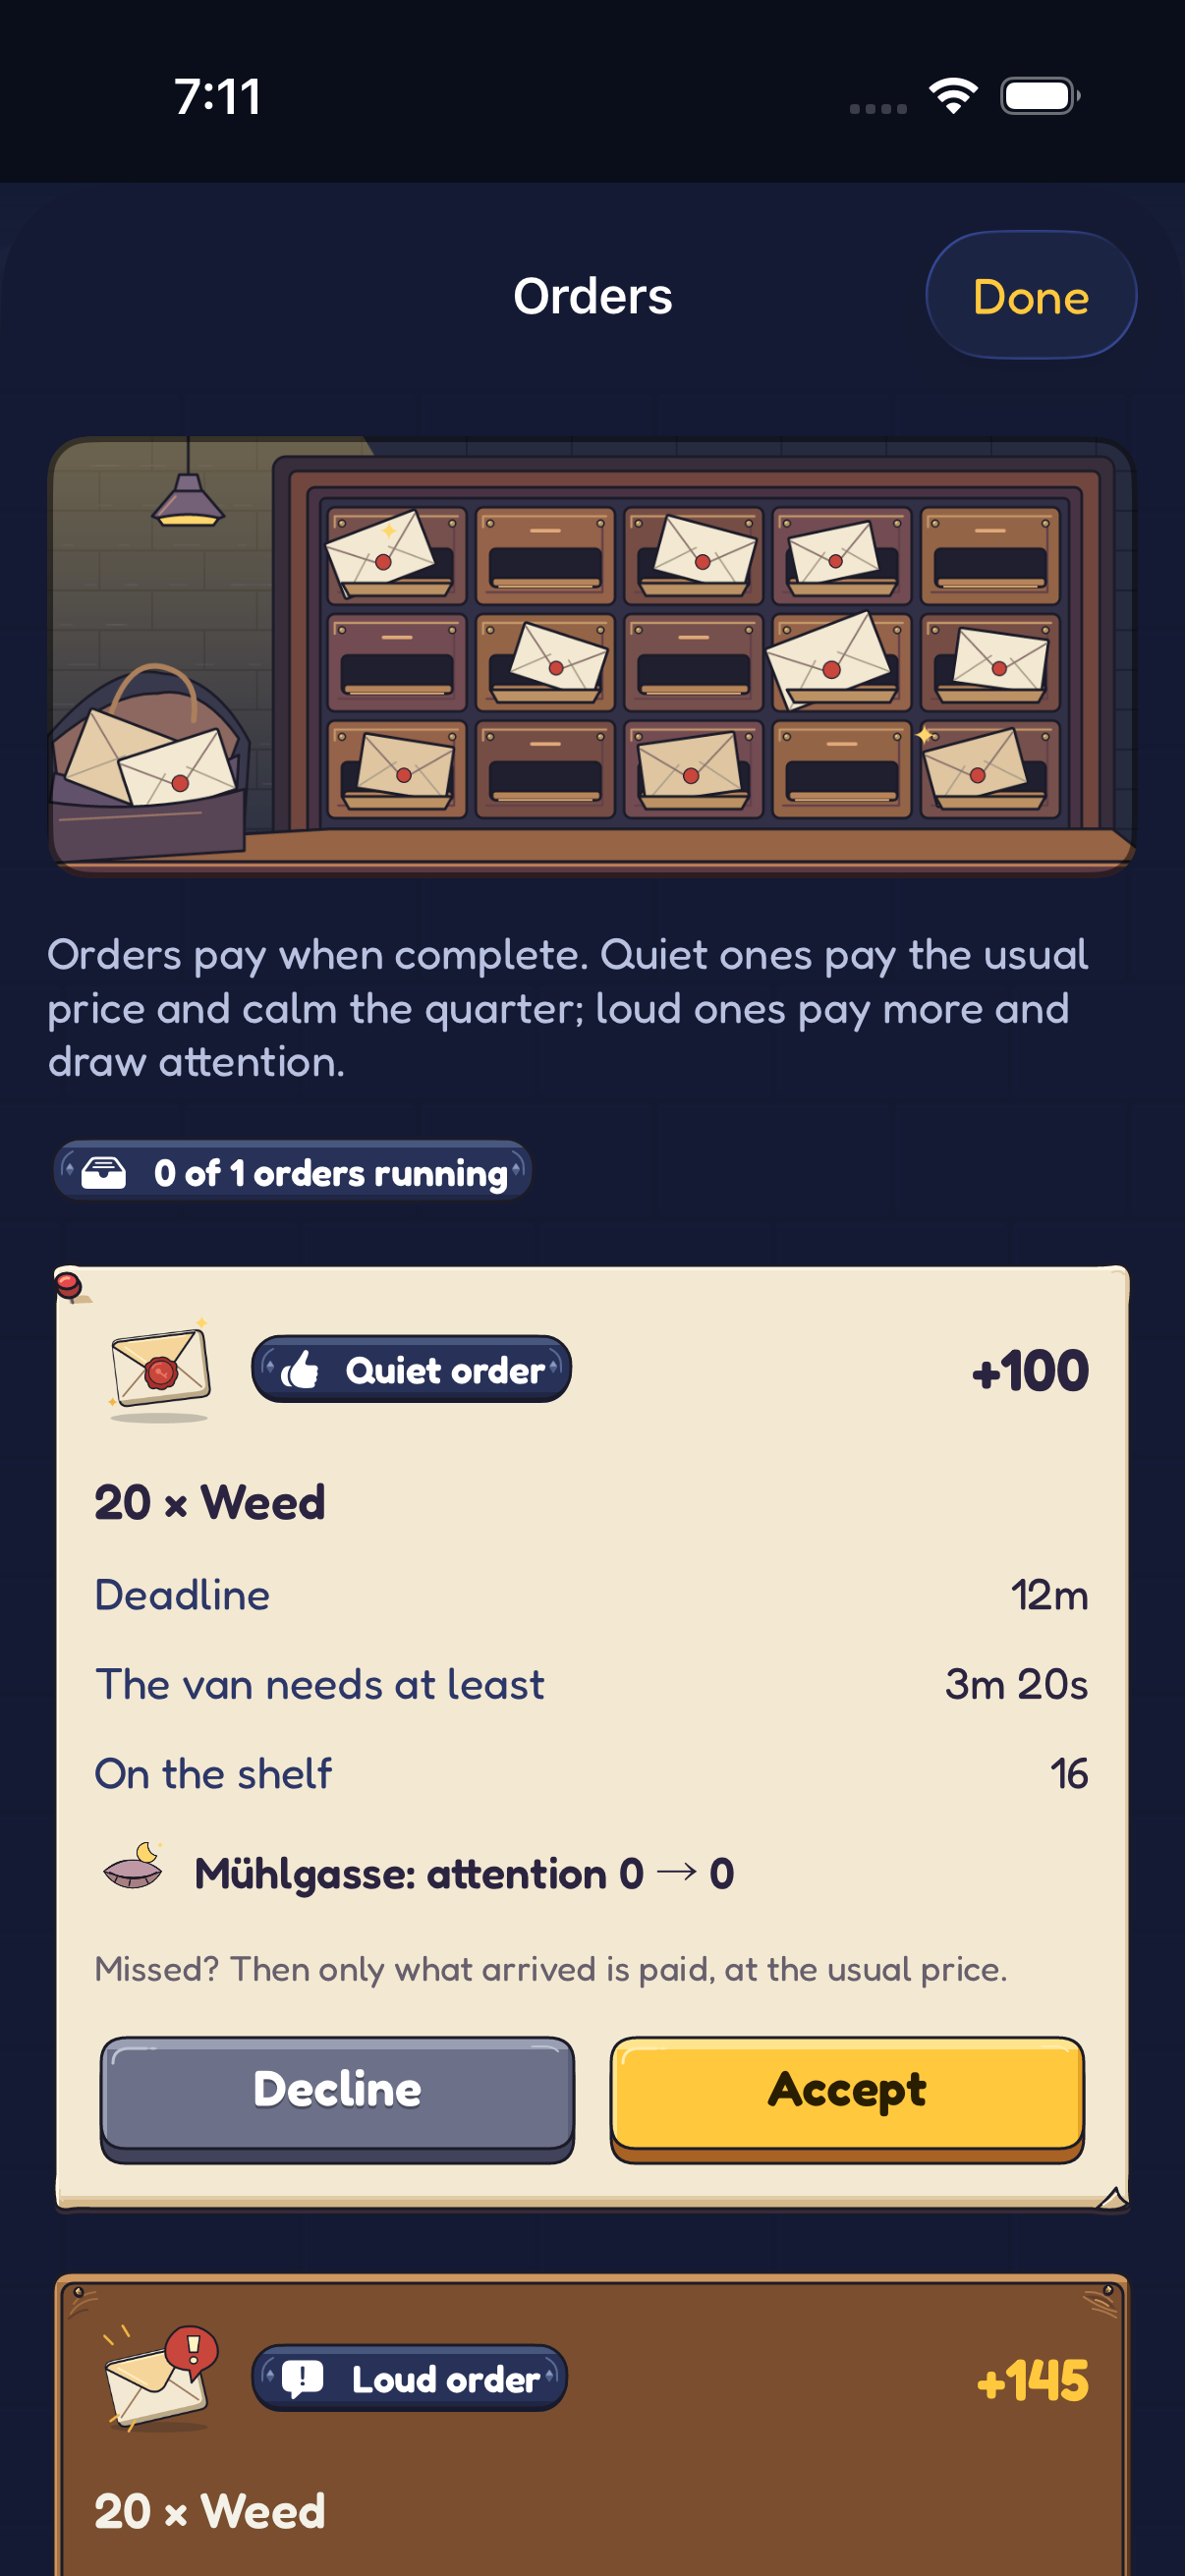 7:11
Orders
Done
Orders pay when complete. Quiet ones pay the usual
price and calm the quarter; loud ones pay more and
draw attention.
0 of 1 orders running
Quiet order
+100
20 × Weed
Deadline
12m
The van needs at least
3m 20s
On the shelf
16
Mühlgasse: attention 0 → 0
Missed? Then only what arrived is paid, at the usual price.
Decline
Accept
Loud order
+145
20 × Weed